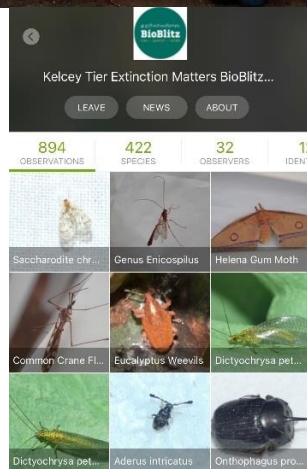 BioBlitz
Kelcey Tier Extinction Matters BioBlitz...
LEAVE NEWS ABOUT
894 422 32
OBSERVATIONS SPECIES OBSERVERS IDEN
Saccharodite chr... Genus Enicospilus Helena Gum Moth
Common Crane Fl... Eucalyptus Weevils Dictyochrysa pet...
Dictyochrysa pet... Aderus intricatus Onthophagus pro...